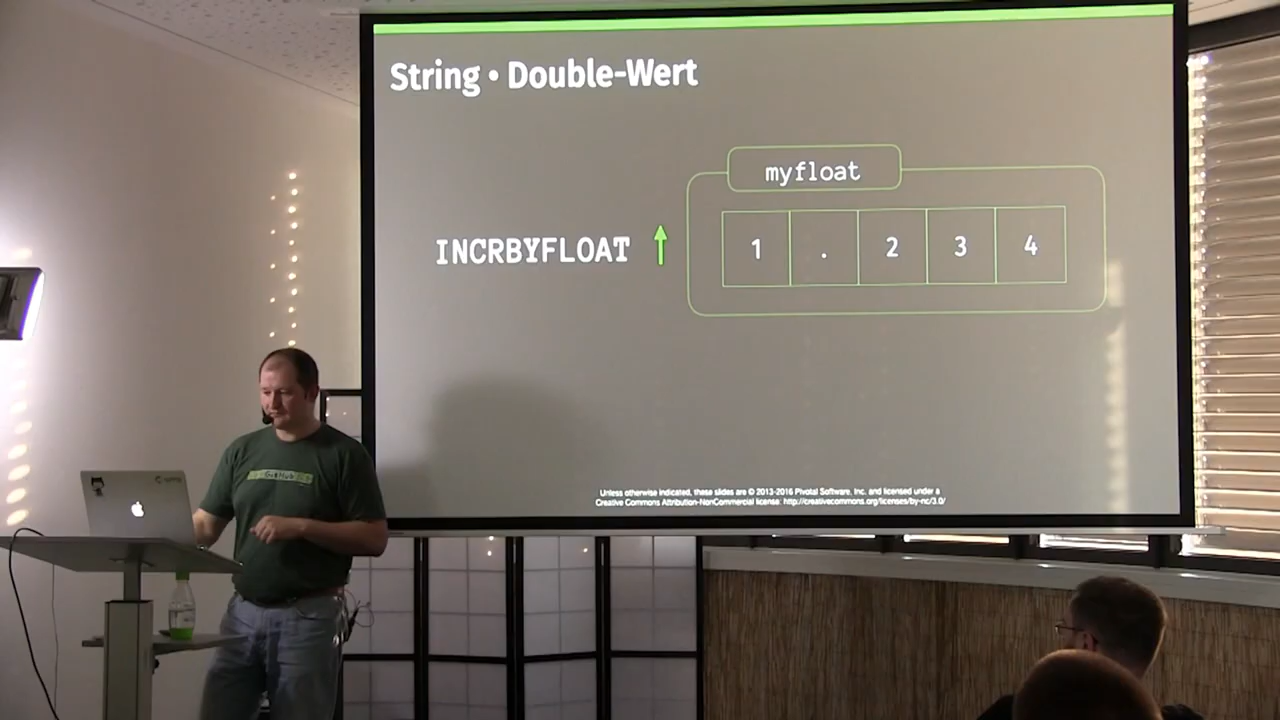 String • Double-Wert
myfloat
INCRBYFLOAT
1 . 2 3 4
GitHub
Unless otherwise indicated, these slides are © 2013-2016 Pivotal Software, Inc. and licensed under a
Creative Commons Attribution-NonCommercial license: http://creativecommons.org/licenses/by-nc/3.0/